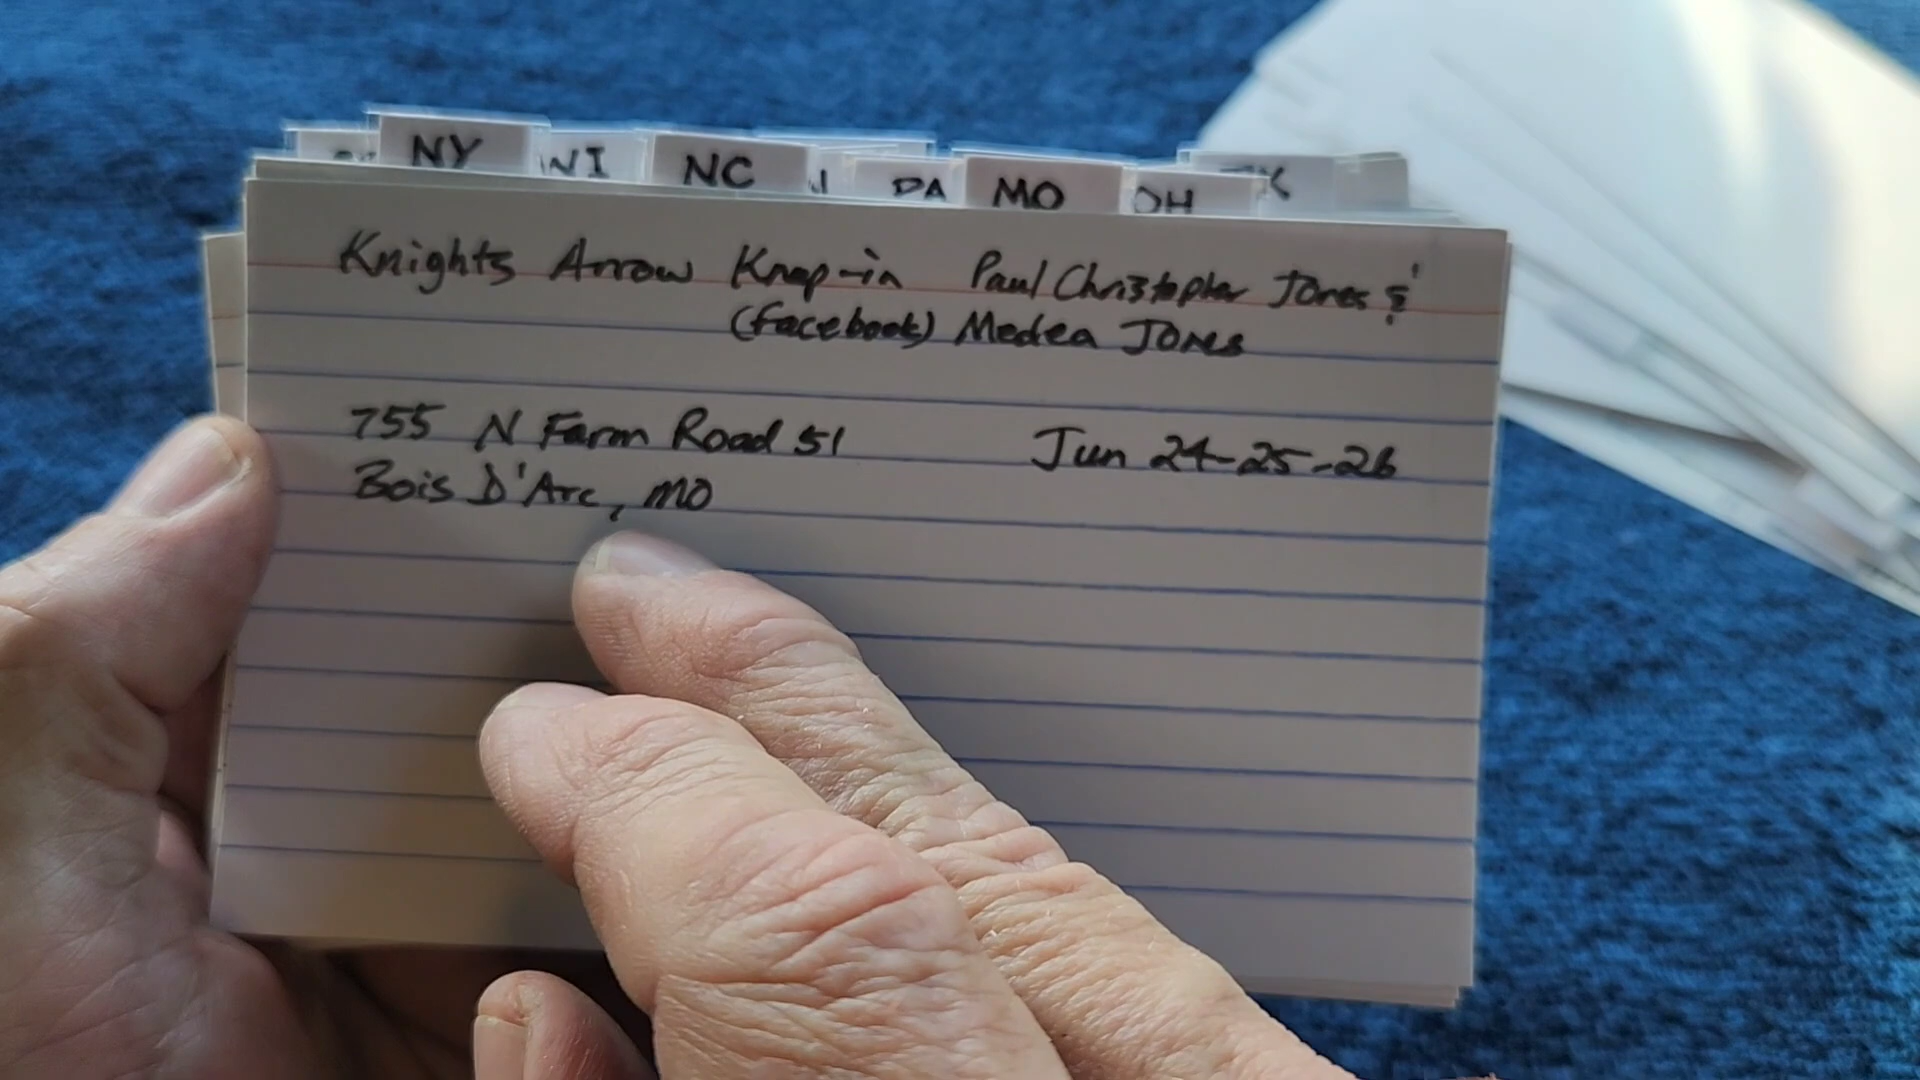 NY NC PA MO OH
Knights Arrow Knap-in Paul Christopher Jones &
(facebook) Medea Jones
755 N Farm Road 51 Jun 24-25-26
Bois D'Arc, MO